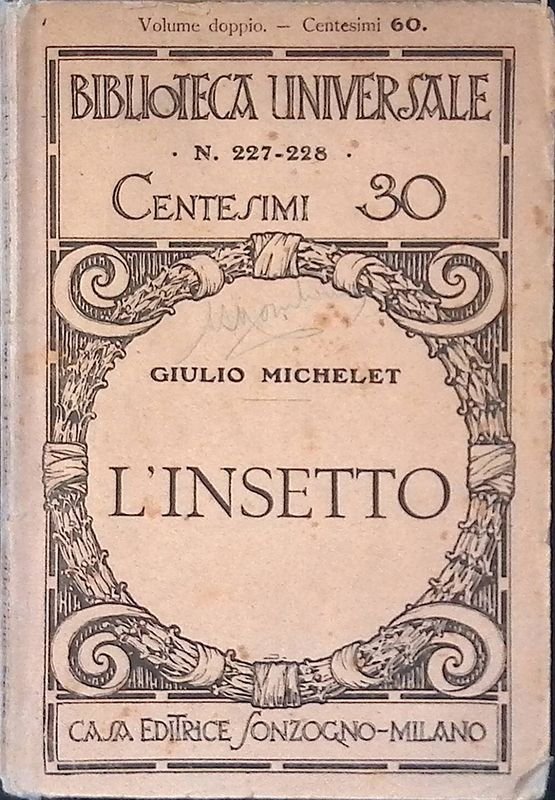 Volume doppio. — Centesimi 60.
BIBLIOTECA UNIVERSALE
· N. 227-228 ·
CENTESIMI 30
GIULIO MICHELET
L'INSETTO
CASA EDITRICE SONZOGNO-MILANO